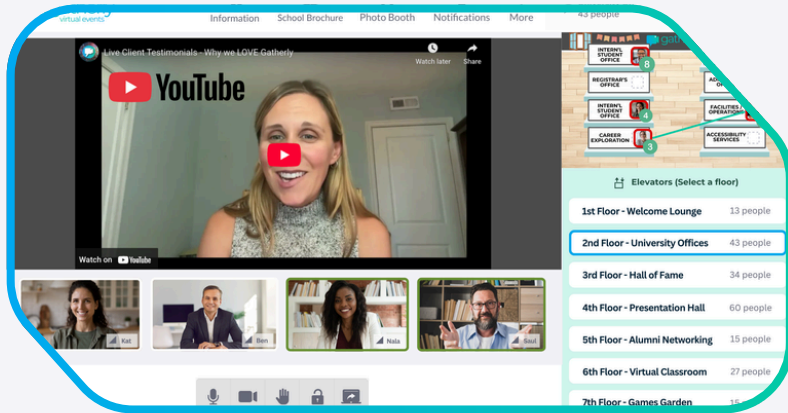 virtual events
Information
School Brochure
Photo Booth
Notifications
More
43 people
Live Client Testimonials - Why we LOVE Gatherly
Watch later
Share
YouTube
Watch on YouTube
Kat
Ben
Nala
Saul
INTERN'L
STUDENT
OFFICE
8
REGISTRAR'S
OFFICE
INTERN'L
STUDENT
OFFICE
4
FACILITIES /
OPERATIONS
CAREER
EXPLORATION
3
ACCESSIBILITY
SERVICES
Elevators (Select a floor)
1st Floor - Welcome Lounge 13 people
2nd Floor - University Offices 43 people
3rd Floor - Hall of Fame 34 people
4th Floor - Presentation Hall 60 people
5th Floor - Alumni Networking 15 people
6th Floor - Virtual Classroom 27 people
7th Floor - Games Garden